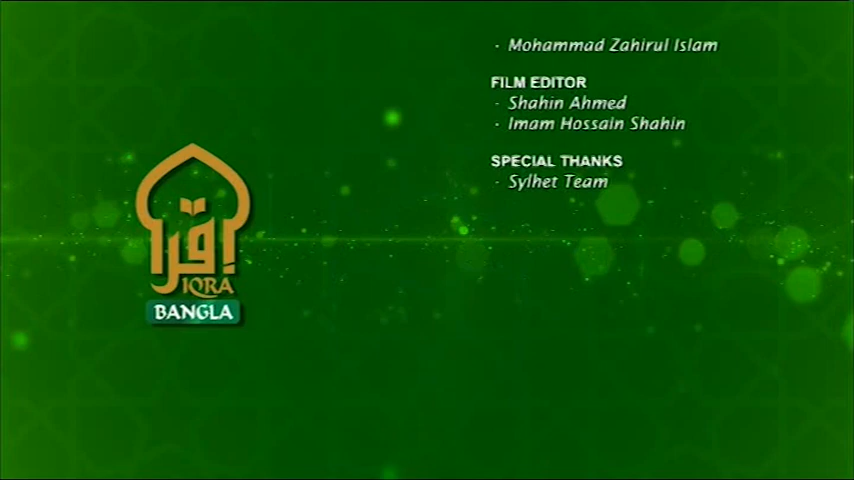 · Mohammad Zahirul Islam
FILM EDITOR
· Shahin Ahmed
· Imam Hossain Shahin
SPECIAL THANKS
· Sylhet Team
اقرا
IQRA
BANGLA